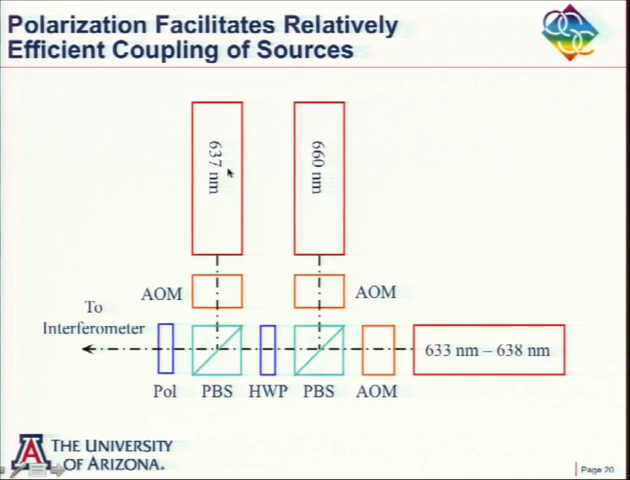 Polarization Facilitates Relatively
Efficient Coupling of Sources
637 nm
660 nm
AOM
AOM
To
Interferometer
633 nm – 638 nm
Pol
PBS
HWP
PBS
AOM
A
THE UNIVERSITY
OF ARIZONA.
Page 20